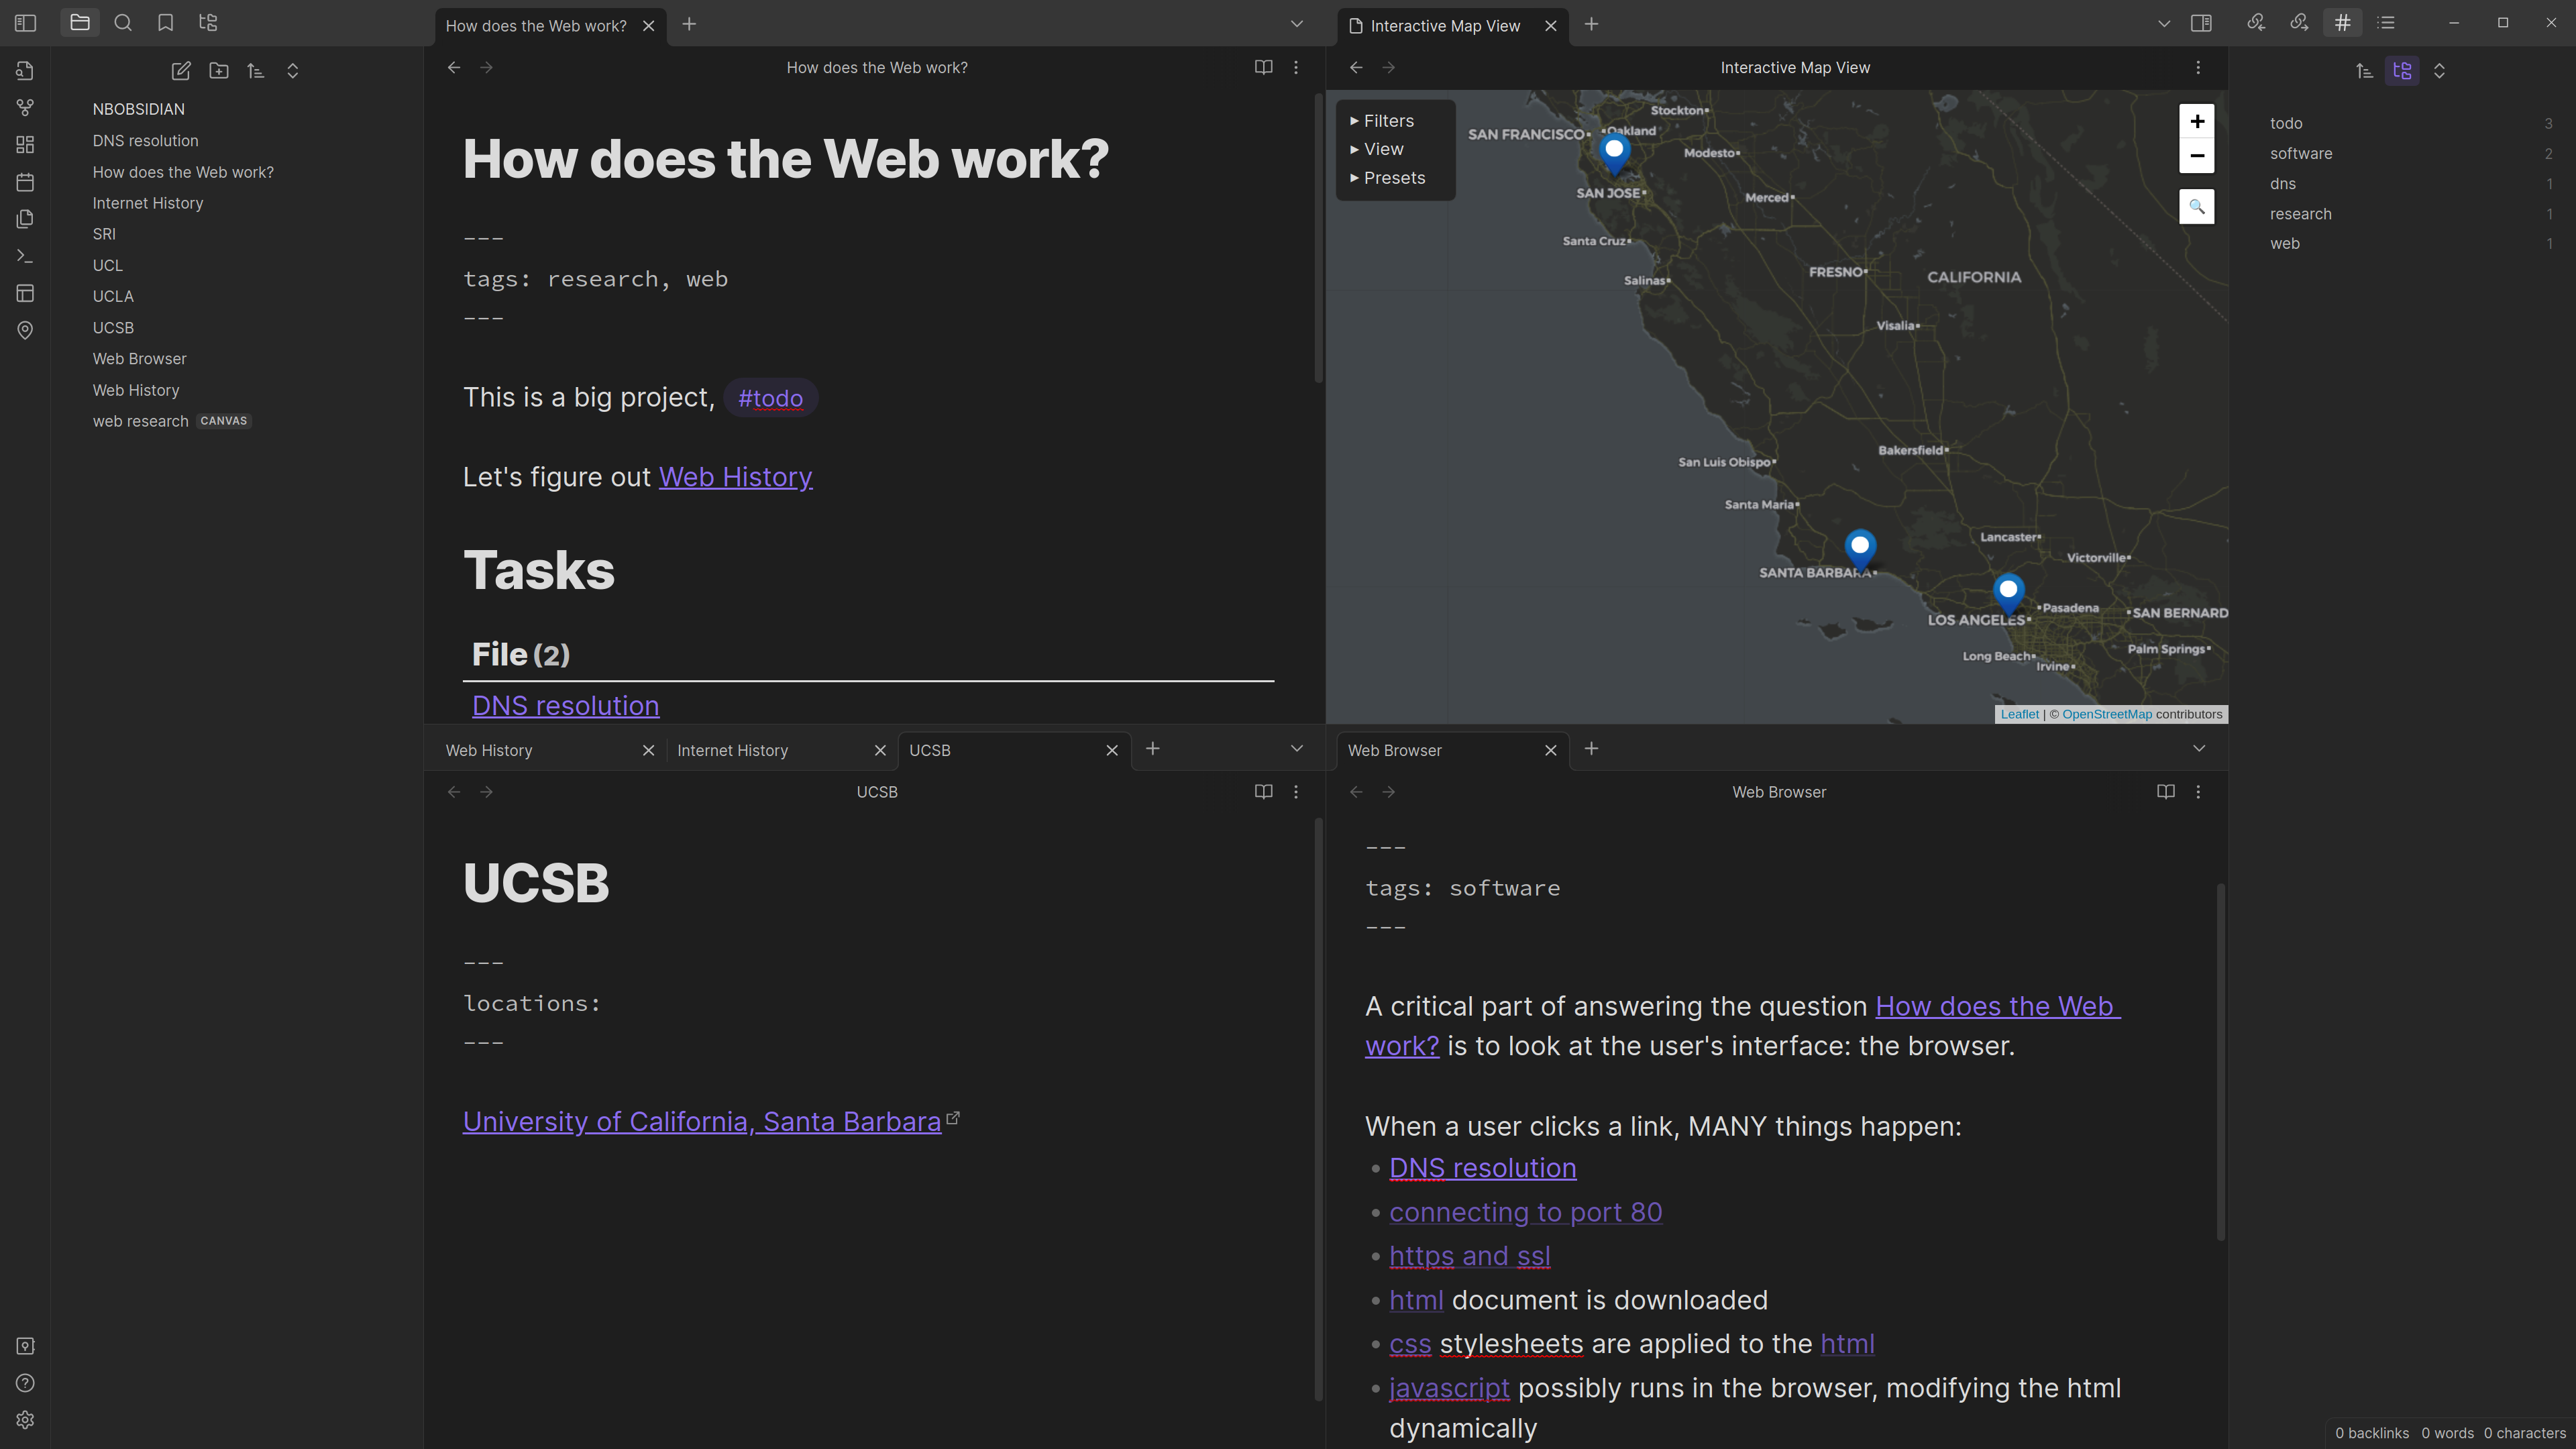 How does the Web work?
Interactive Map View
NBOBSIDIAN
DNS resolution
How does the Web work?
Internet History
SRI
UCL
UCLA
UCSB
Web Browser
Web History
web research CANVAS
How does the Web work?
How does the Web work?
---
tags: research, web
---
This is a big project, #todo
Let's figure out Web History
Tasks
File (2)
DNS resolution
Interactive Map View
Filters
View
Presets
+
−
Stockton
SAN FRANCISCO
Oakland
Modesto
SAN JOSE
Merced
Santa Cruz
FRESNO
CALIFORNIA
Salinas
Visalia
Bakersfield
San Luis Obispo
Santa Maria
Lancaster
Victorville
SANTA BARBARA
Pasadena
SAN BERNARD
LOS ANGELES
Palm Springs
Long Beach
Irvine
Leaflet | © OpenStreetMap contributors
todo 3
software 2
dns 1
research 1
web 1
Web History
Internet History
UCSB
UCSB
UCSB
---
locations:
---
University of California, Santa Barbara
Web Browser
Web Browser
---
tags: software
---
A critical part of answering the question How does the Web
work? is to look at the user's interface: the browser.
When a user clicks a link, MANY things happen:
• DNS resolution
• connecting to port 80
• https and ssl
• html document is downloaded
• css stylesheets are applied to the html
• javascript possibly runs in the browser, modifying the html
dynamically
0 backlinks 0 words 0 characters